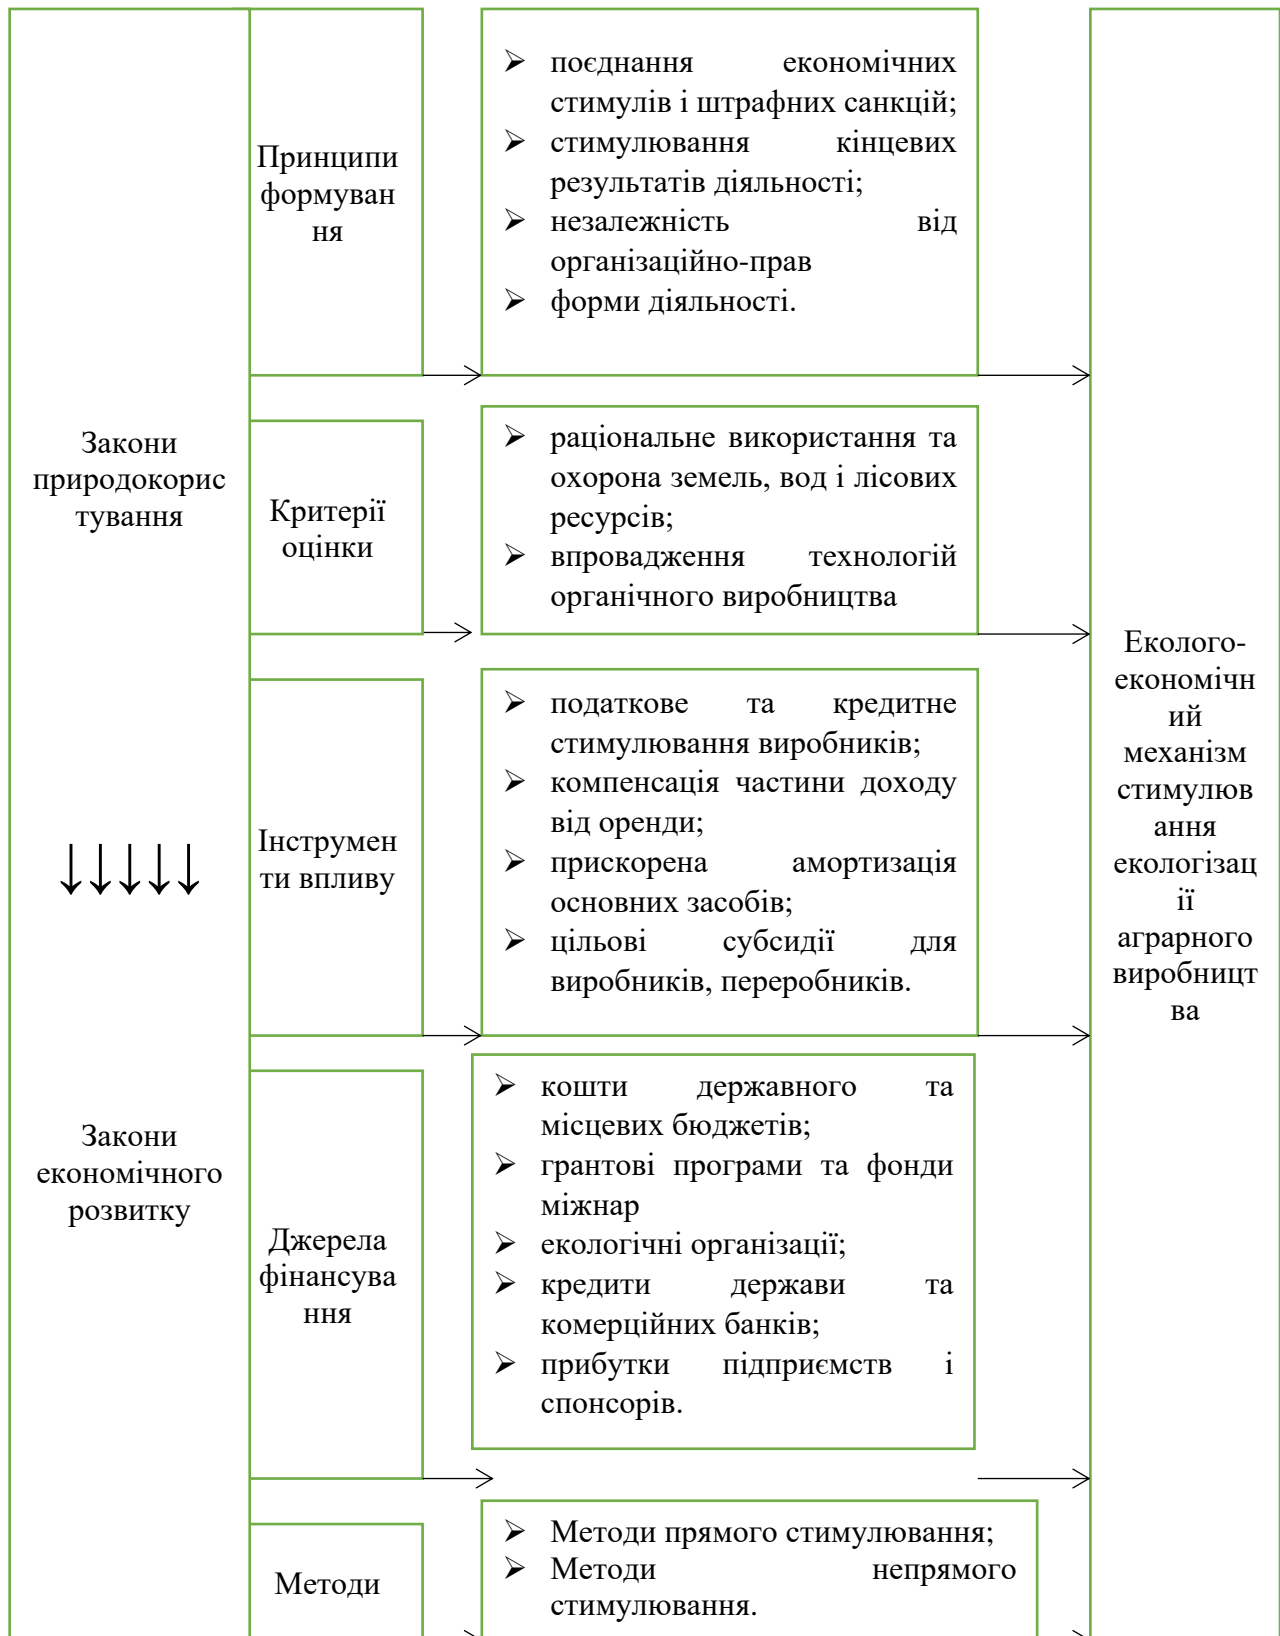 Закони
природокорис
тування
↓↓↓↓↓
Закони
економічного
розвитку
Принципи
формуван
ня
➢ поєднання економічних
стимулів і штрафних санкцій;
➢ стимулювання кінцевих
результатів діяльності;
➢ незалежність від
організаційно-прав
➢ форми діяльності.
Критерії
оцінки
➢ раціональне використання та
охорона земель, вод і лісових
ресурсів;
➢ впровадження технологій
органічного виробництва
Інструмен
ти впливу
➢ податкове та кредитне
стимулювання виробників;
➢ компенсація частини доходу
від оренди;
➢ прискорена амортизація
основних засобів;
➢ цільові субсидії для
виробників, переробників.
Джерела
фінансува
ння
➢ кошти державного та
місцевих бюджетів;
➢ грантові програми та фонди
міжнар
➢ екологічні організації;
➢ кредити держави та
комерційних банків;
➢ прибутки підприємств і
спонсорів.
Методи
➢ Методи прямого стимулювання;
➢ Методи непрямого
стимулювання.
Еколого-
економічн
ий
механізм
стимулюв
ання
екологізац
ії
аграрного
виробницт
ва